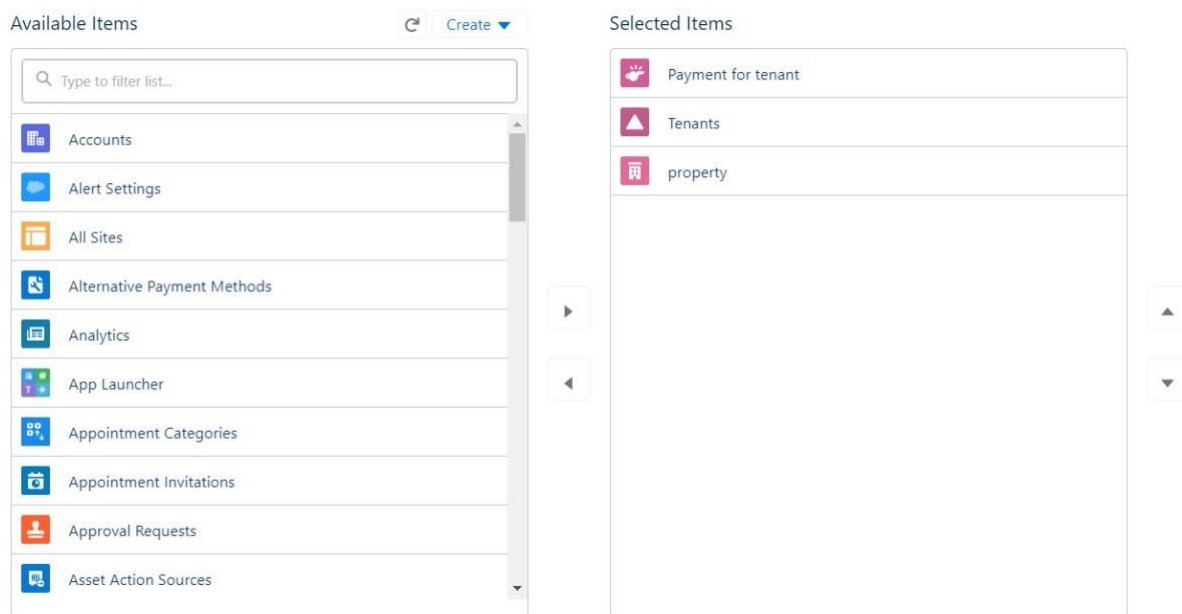 Available Items
Create
Type to filter list...
Accounts
Alert Settings
All Sites
Alternative Payment Methods
Analytics
App Launcher
Appointment Categories
Appointment Invitations
Approval Requests
Asset Action Sources
Selected Items
Payment for tenant
Tenants
property